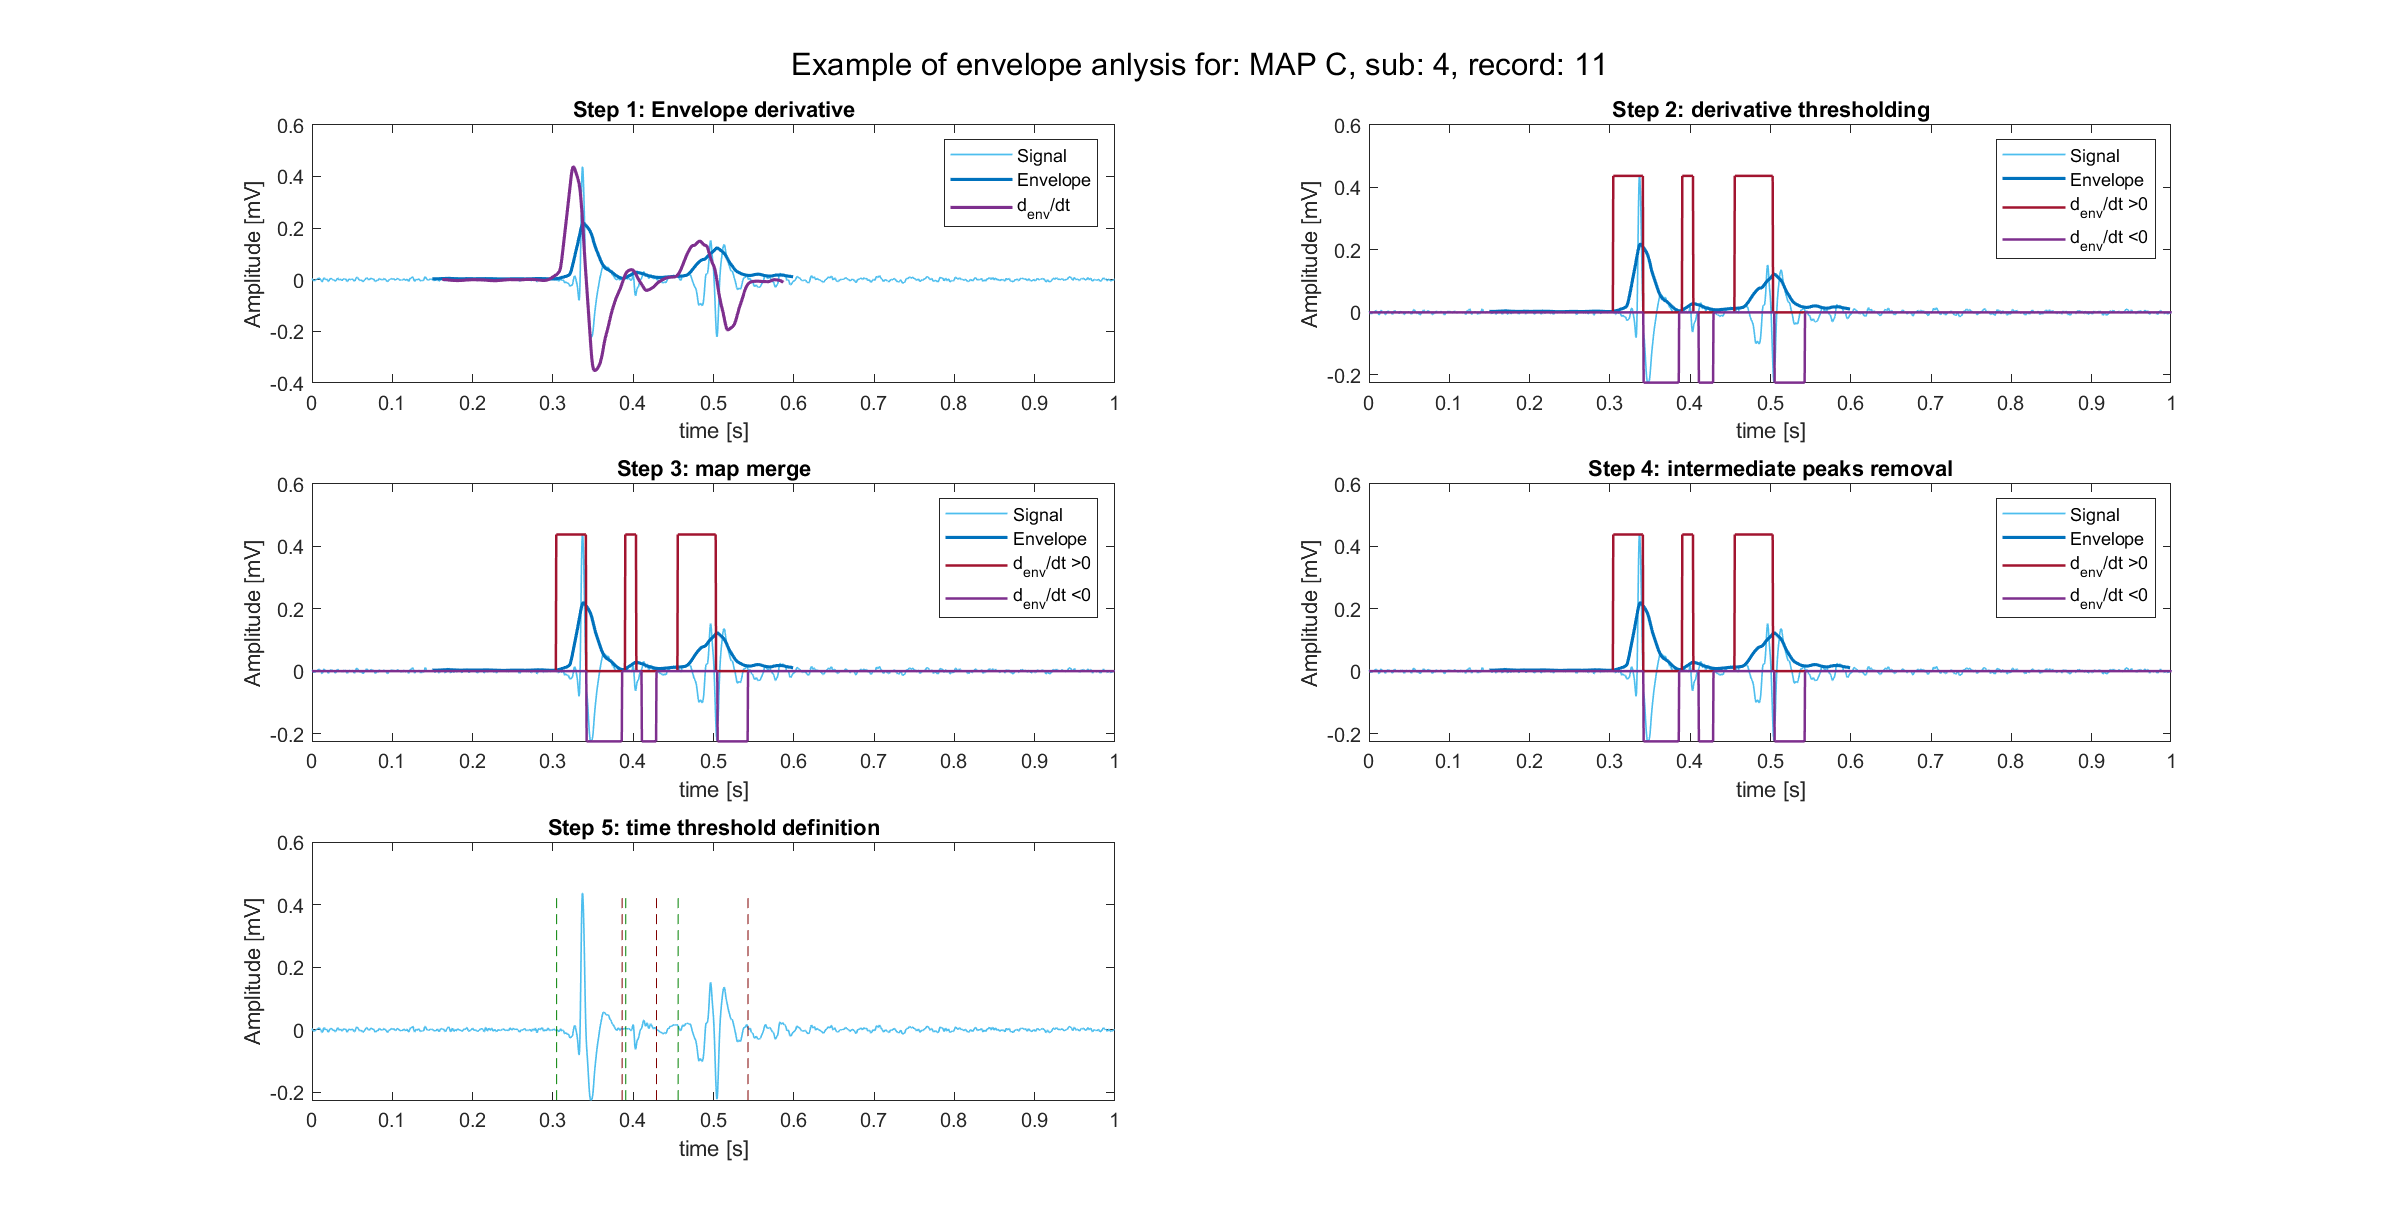 Example of envelope anlysis for: MAP C, sub: 4, record: 11
Step 1: Envelope derivative
0.6
0.4
0.2
0
-0.2
-0.4
Amplitude [mV]
0 0.1 0.2 0.3 0.4 0.5 0.6 0.7 0.8 0.9 1
time [s]
Signal
Envelope
d_env/dt
Step 2: derivative thresholding
0.6
0.4
0.2
0
-0.2
Amplitude [mV]
0 0.1 0.2 0.3 0.4 0.5 0.6 0.7 0.8 0.9 1
time [s]
Signal
Envelope
d_env/dt >0
d_env/dt <0
Step 3: map merge
0.6
0.4
0.2
0
-0.2
Amplitude [mV]
0 0.1 0.2 0.3 0.4 0.5 0.6 0.7 0.8 0.9 1
time [s]
Signal
Envelope
d_env/dt >0
d_env/dt <0
Step 4: intermediate peaks removal
0.6
0.4
0.2
0
-0.2
Amplitude [mV]
0 0.1 0.2 0.3 0.4 0.5 0.6 0.7 0.8 0.9 1
time [s]
Signal
Envelope
d_env/dt >0
d_env/dt <0
Step 5: time threshold definition
0.6
0.4
0.2
0
-0.2
Amplitude [mV]
0 0.1 0.2 0.3 0.4 0.5 0.6 0.7 0.8 0.9 1
time [s]